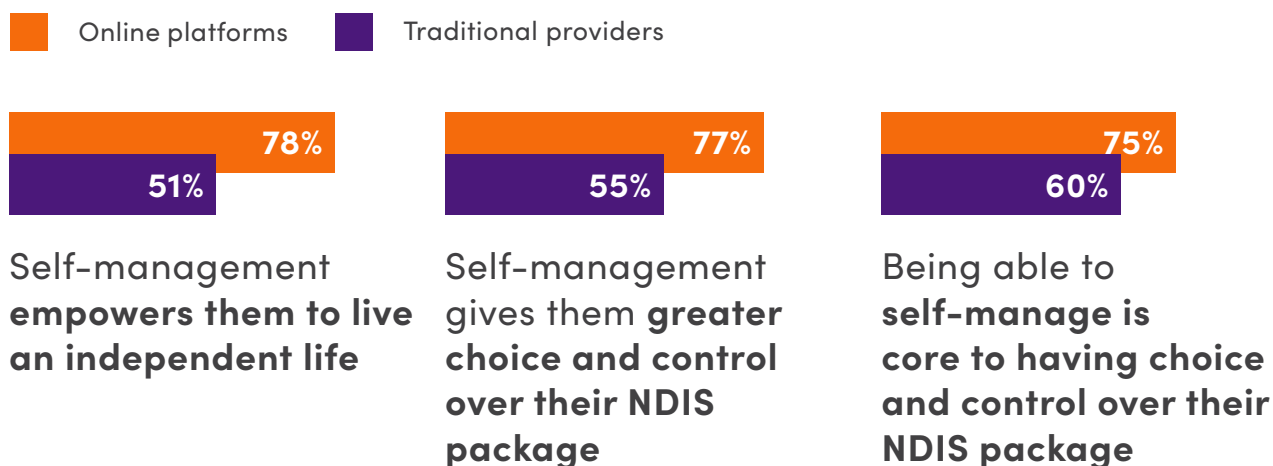 Online platforms
Traditional providers
78%
51%
Self-management
empowers them to live
an independent life
77%
55%
Self-management
gives them greater
choice and control
over their NDIS
package
75%
60%
Being able to
self-manage is
core to having choice
and control over their
NDIS package